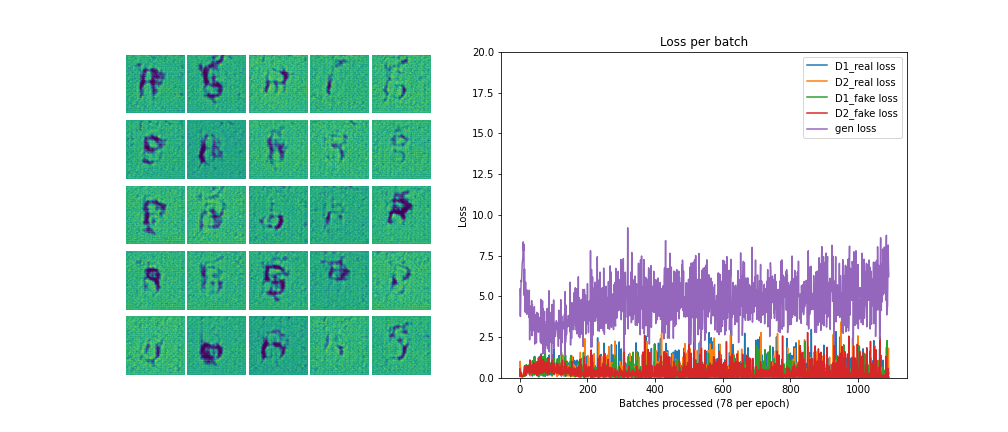 Loss per batch
20.0
17.5
15.0
12.5
10.0
7.5
5.0
2.5
0.0
Loss
D1_real loss
D2_real loss
D1_fake loss
D2_fake loss
gen loss
0
200
400
600
800
1000
Batches processed (78 per epoch)